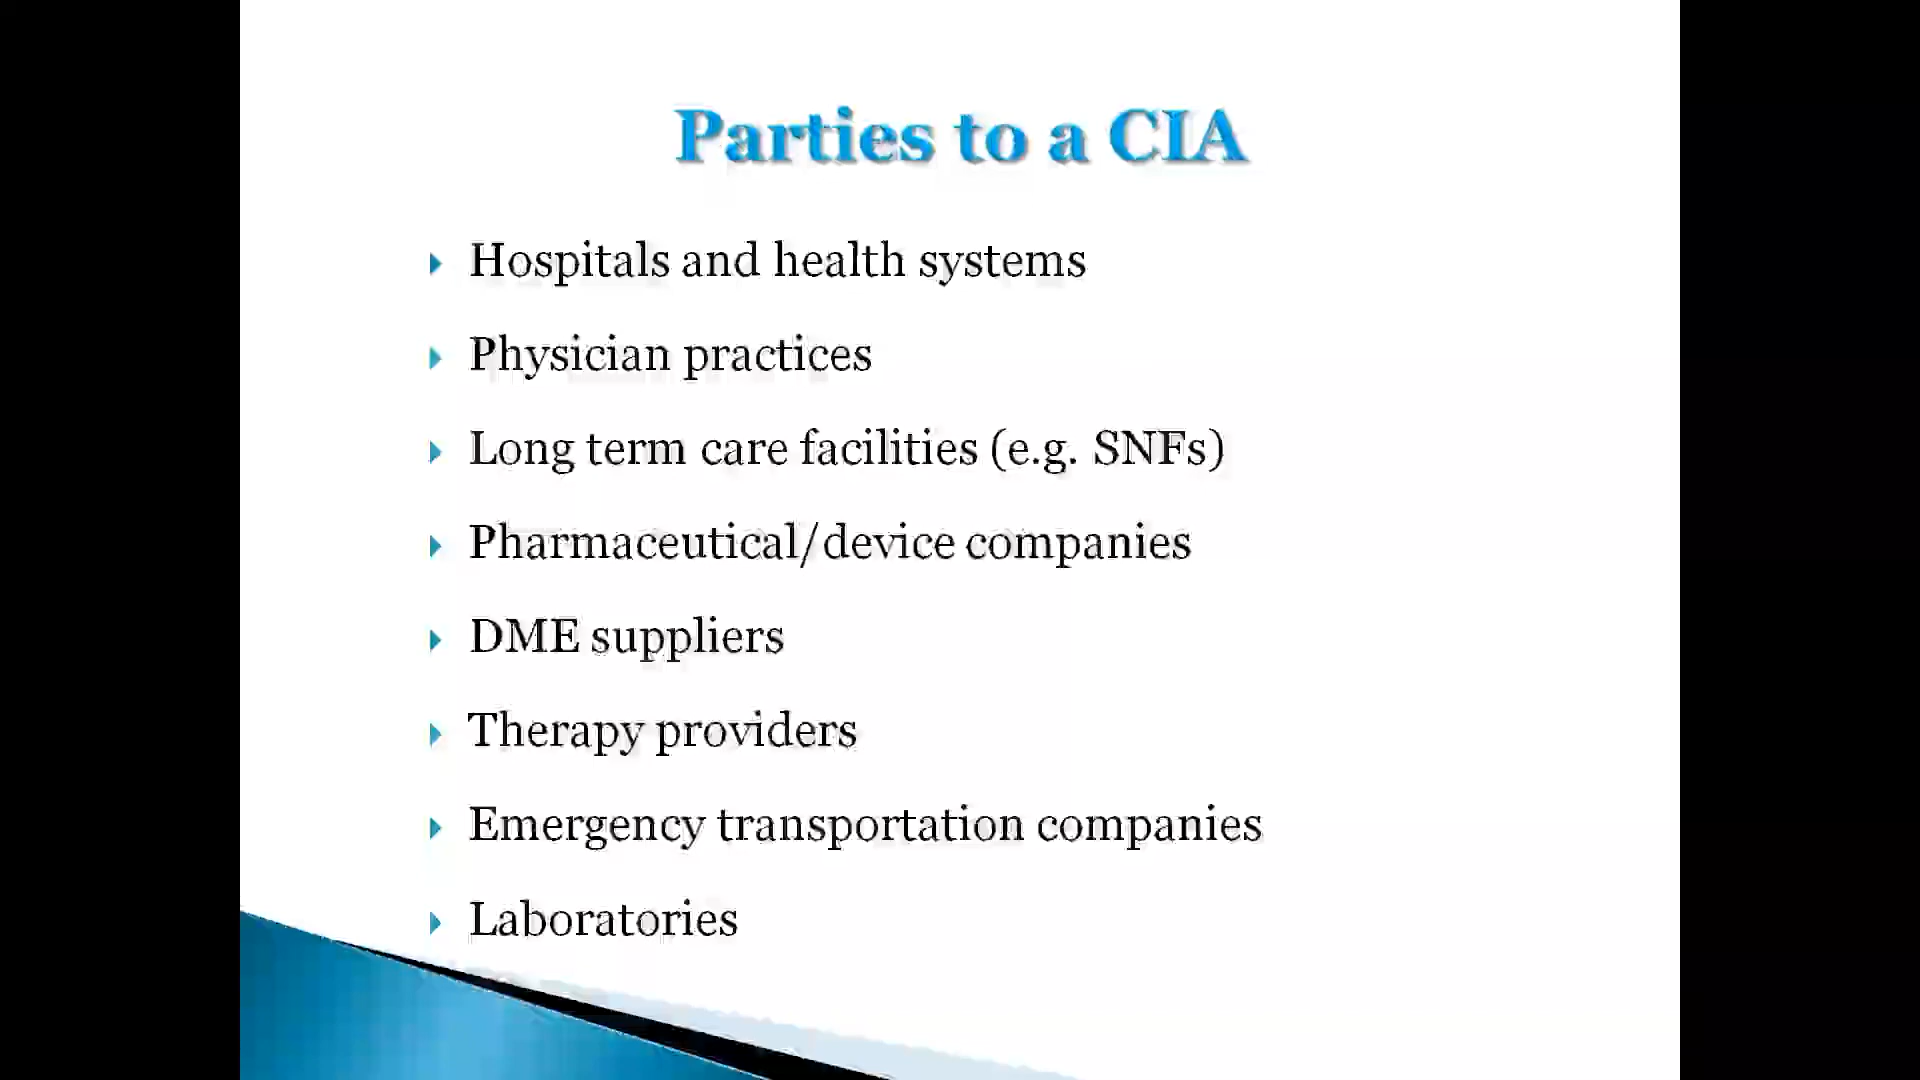 Parties to a CIA
Hospitals and health systems
Physician practices
Long term care facilities (e.g. SNFs)
Pharmaceutical/device companies
DME suppliers
Therapy providers
Emergency transportation companies
Laboratories